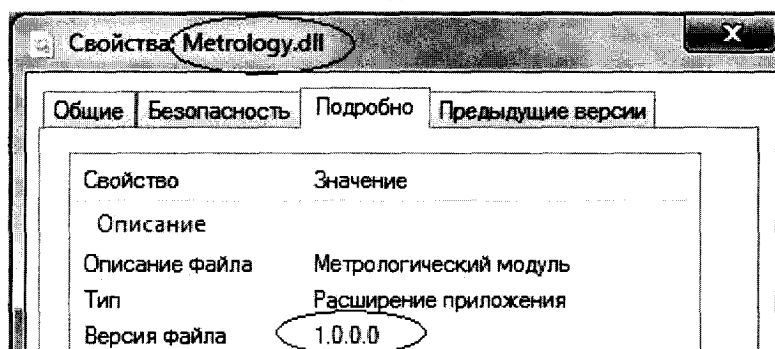 Свойства: Metrology.dll
Общие Безопасность Подробно Предыдущие версии
Свойство Значение
Описание
Описание файла Метрологический модуль
Тип Расширение приложения
Версия файла 1.0.0.0